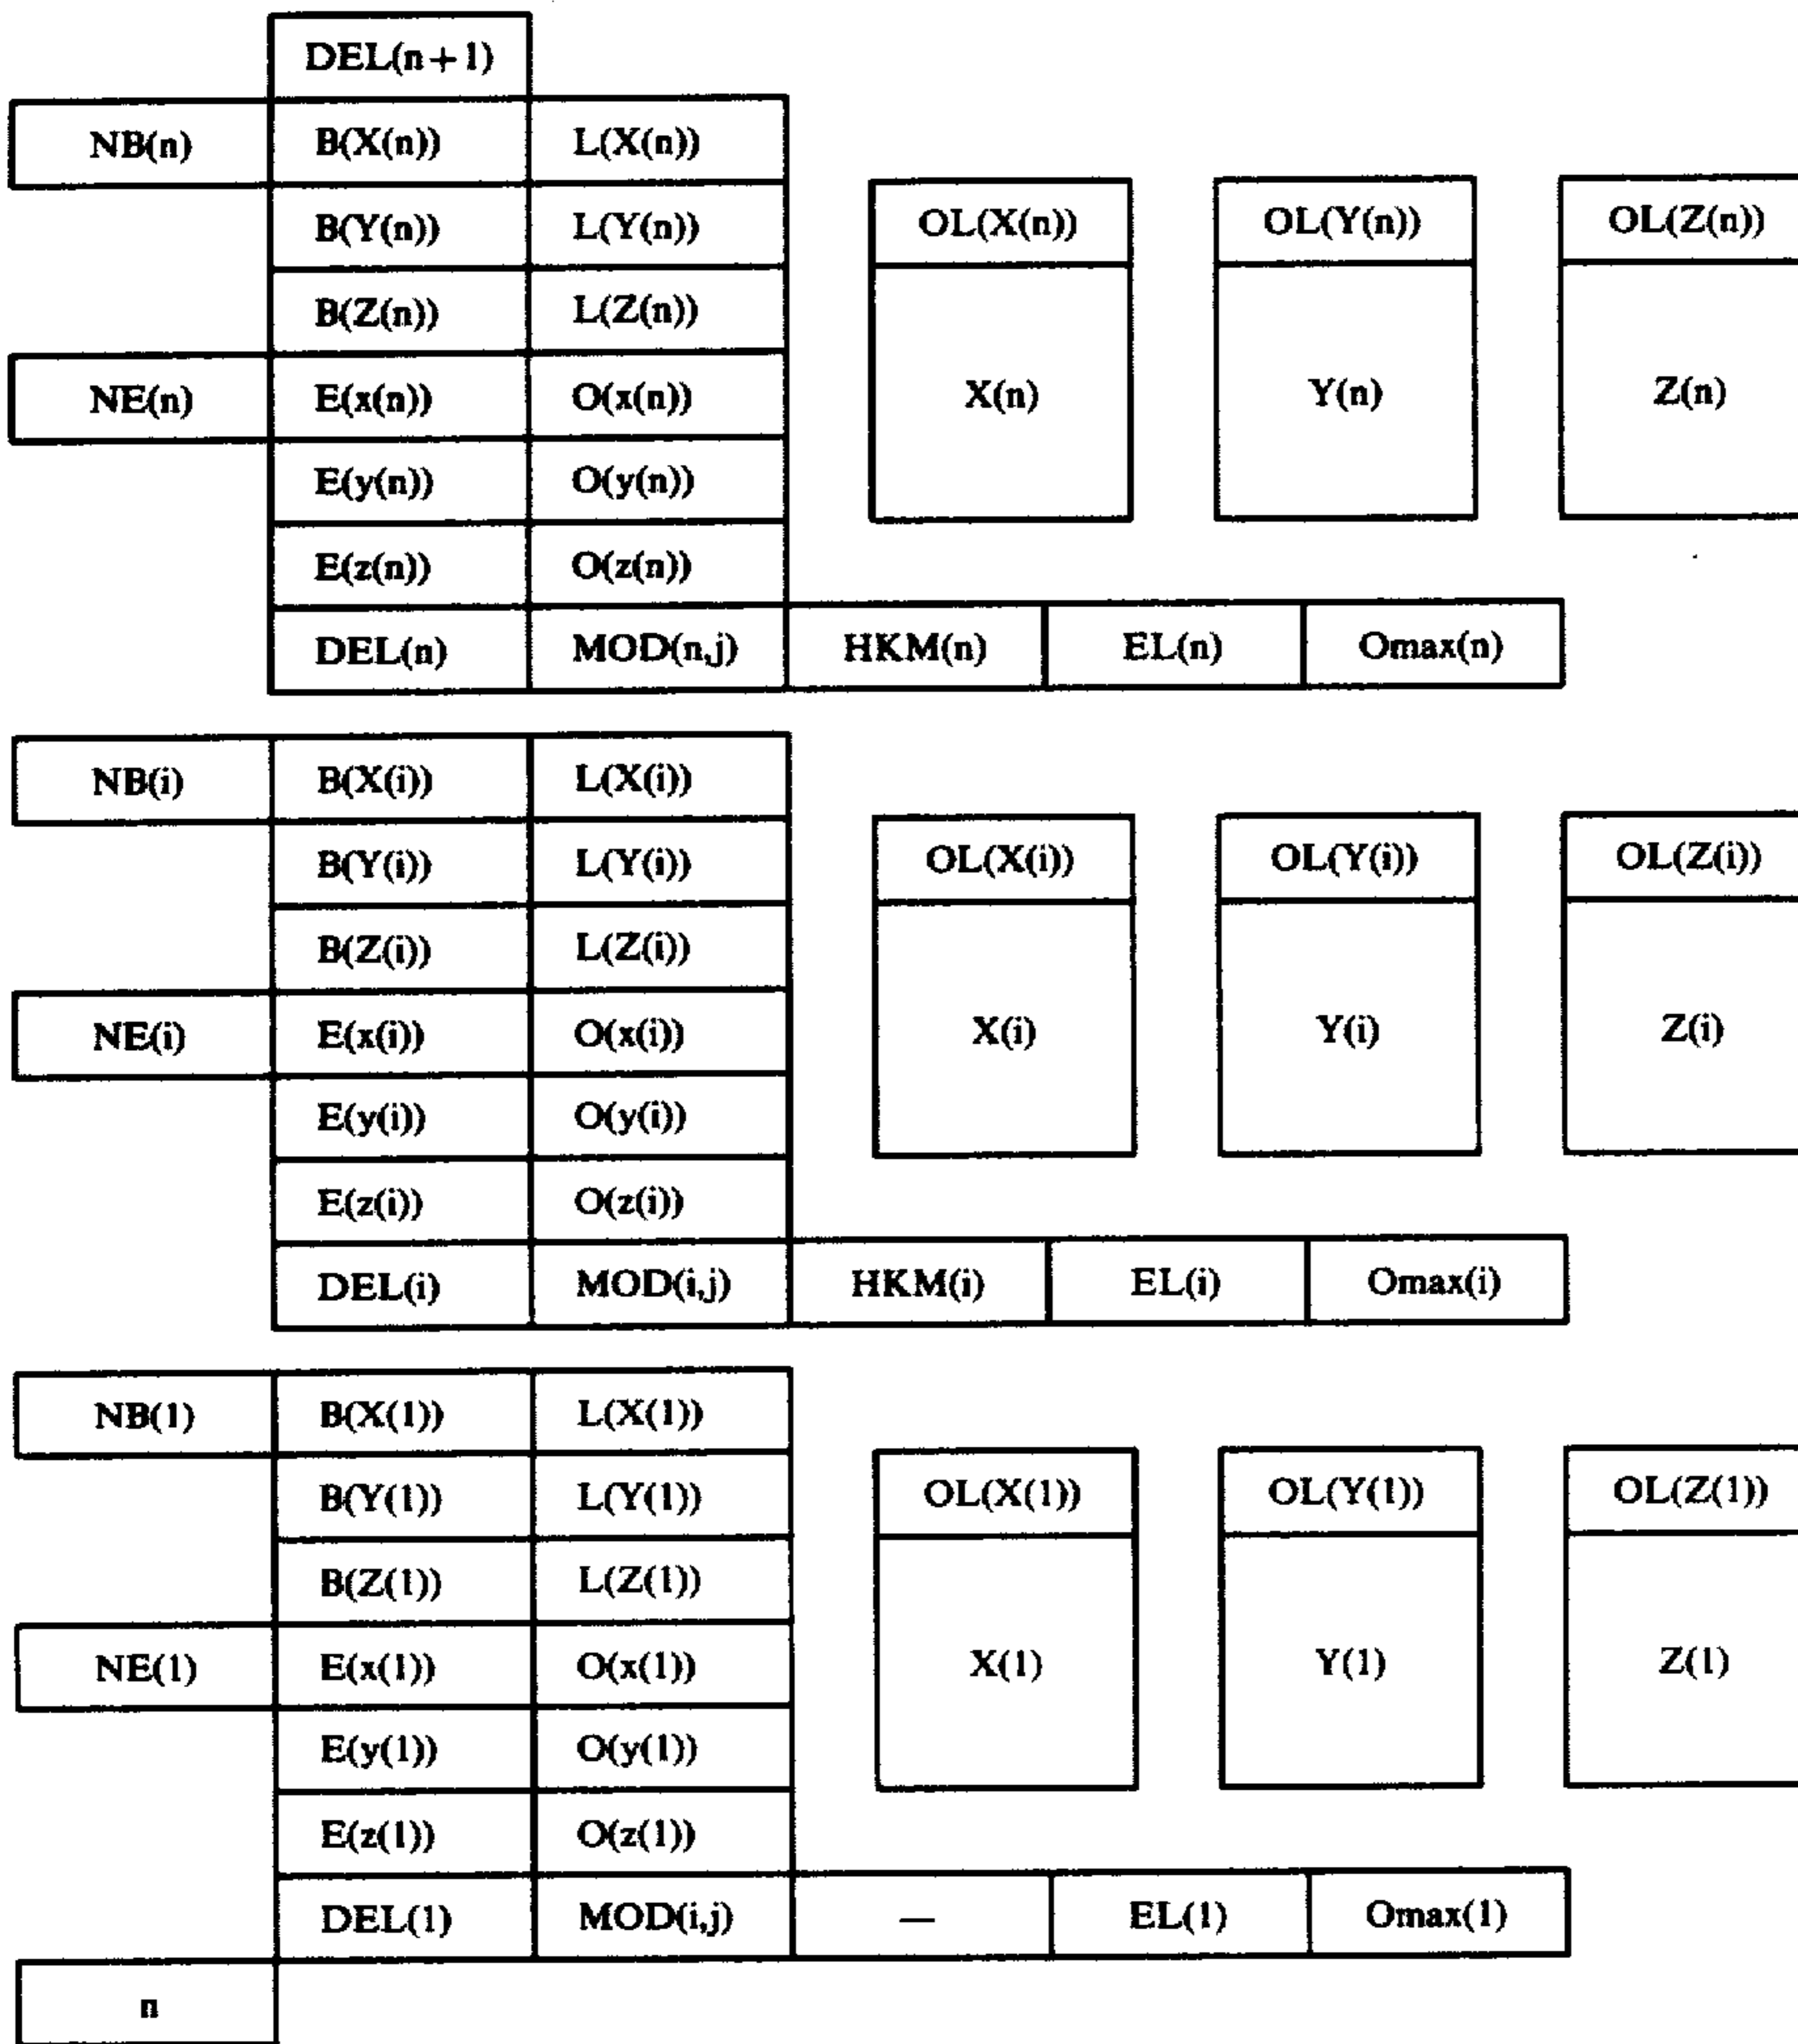 DEL(n + 1)
NB(n) B(X(n)) L(X(n))
B(Y(n)) L(Y(n)) OL(X(n)) OL(Y(n)) OL(Z(n))
B(Z(n)) L(Z(n))
NE(n) E(x(n)) O(x(n)) X(n) Y(n) Z(n)
E(y(n)) O(y(n))
E(z(n)) O(z(n))
DEL(n) MOD(n,j) HKM(n) EL(n) Omax(n)
NB(i) B(X(i)) L(X(i))
B(Y(i)) L(Y(i)) OL(X(i)) OL(Y(i)) OL(Z(i))
B(Z(i)) L(Z(i))
NE(i) E(x(i)) O(x(i)) X(i) Y(i) Z(i)
E(y(i)) O(y(i))
E(z(i)) O(z(i))
DEL(i) MOD(i,j) HKM(i) EL(i) Omax(i)
NB(1) B(X(1)) L(X(1))
B(Y(1)) L(Y(1)) OL(X(1)) OL(Y(1)) OL(Z(1))
B(Z(1)) L(Z(1))
NE(1) E(x(1)) O(x(1)) X(1) Y(1) Z(1)
E(y(1)) O(y(1))
E(z(1)) O(z(1))
DEL(1) MOD(i,j) — EL(1) Omax(1)
n